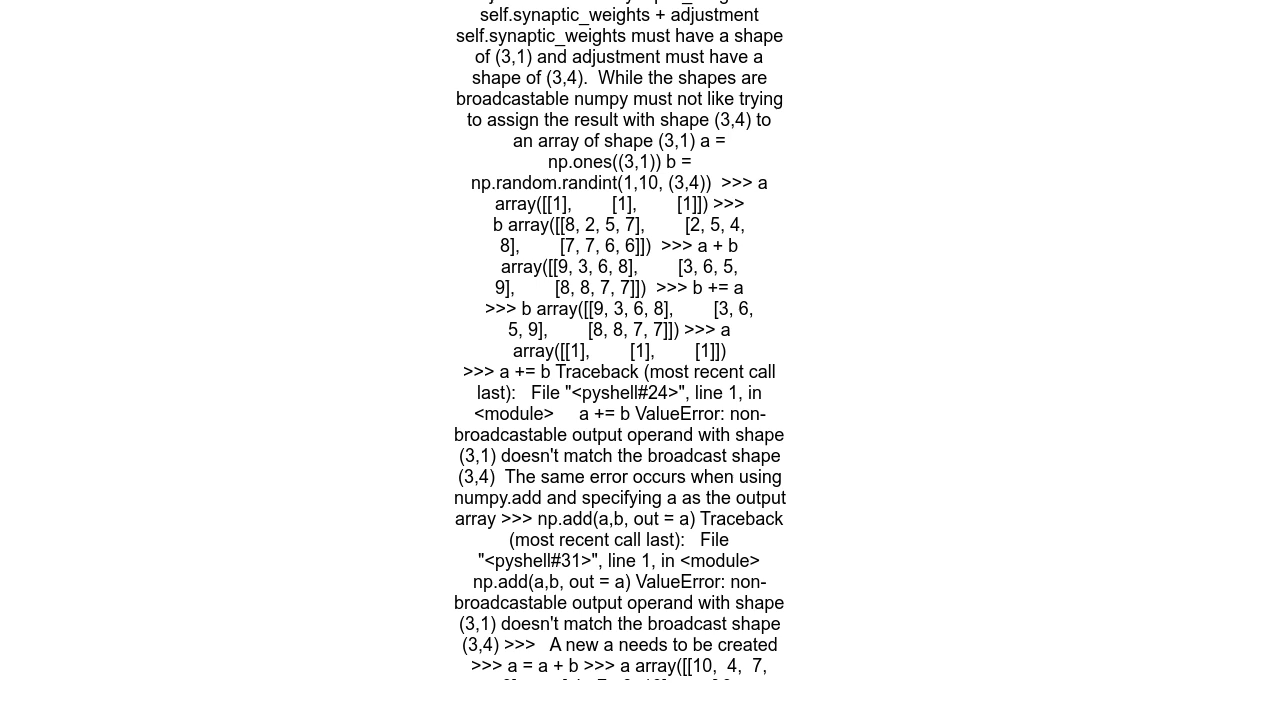 self.synaptic_weights + adjustment
self.synaptic_weights must have a shape
of (3,1) and adjustment must have a
shape of (3,4).  While the shapes are
broadcastable numpy must not like trying
to assign the result with shape (3,4) to
an array of shape (3,1) a =
np.ones((3,1)) b =
np.random.randint(1,10, (3,4))  >>> a
array([[1],        [1],        [1]]) >>>
b array([[8, 2, 5, 7],        [2, 5, 4,
8],        [7, 7, 6, 6]])  >>> a + b
array([[9, 3, 6, 8],        [3, 6, 5,
9],        [8, 8, 7, 7]])  >>> b += a
>>> b array([[9, 3, 6, 8],        [3, 6,
5, 9],        [8, 8, 7, 7]]) >>> a
array([[1],        [1],        [1]])
>>> a += b Traceback (most recent call
last):   File "<pyshell#24>", line 1, in
<module>     a += b ValueError: non-
broadcastable output operand with shape
(3,1) doesn't match the broadcast shape
(3,4)  The same error occurs when using
numpy.add and specifying a as the output
array >>> np.add(a,b, out = a) Traceback
(most recent call last):   File
"<pyshell#31>", line 1, in <module>
np.add(a,b, out = a) ValueError: non-
broadcastable output operand with shape
(3,1) doesn't match the broadcast shape
(3,4) >>>   A new a needs to be created
>>> a = a + b >>> a array([[10,  4,  7,